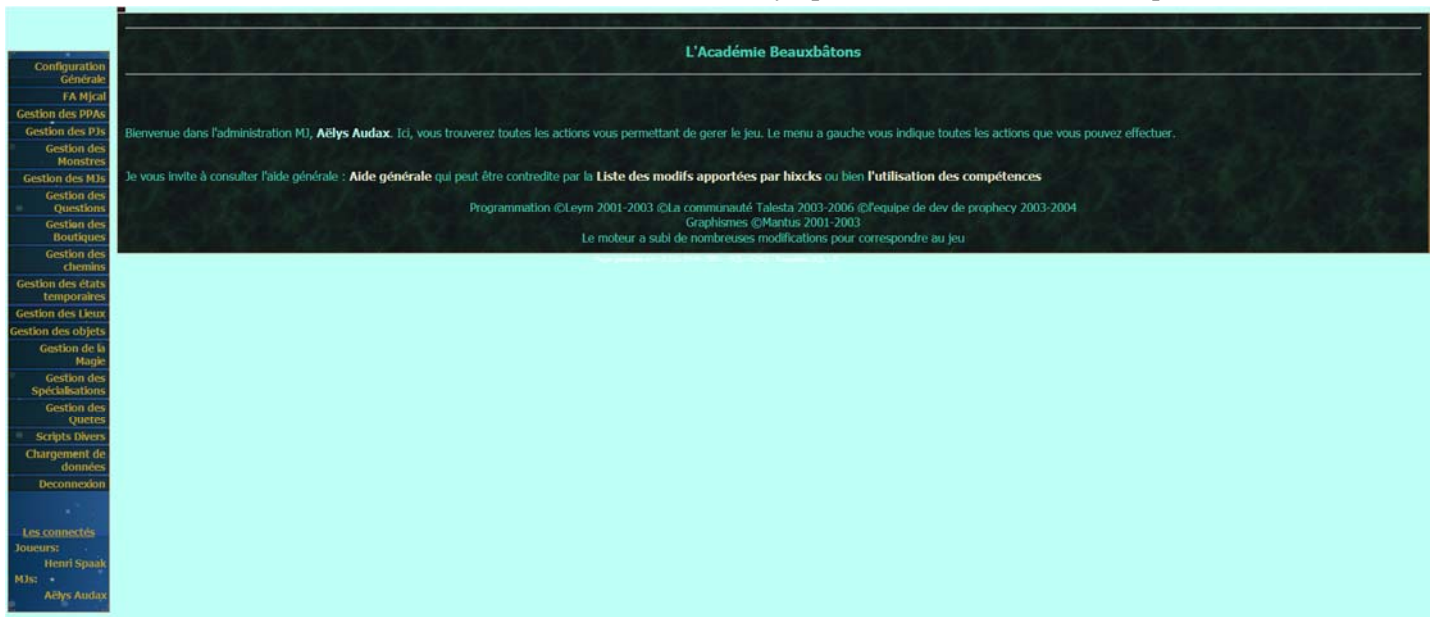 L'Académie Beauxbâtons
Configuration
Générale
FA Mjcal
Gestion des PPAs
Gestion des PJs
Gestion des
Monstres
Gestion des MJs
Gestion des
Questions
Gestion des
Boutiques
Gestion des
chemins
Gestion des états
temporaires
Gestion des Lieux
Gestion des objets
Gestion de la
Magie
Gestion des
Spécialisations
Gestion des
Quetes
Scripts Divers
Chargement de
données
Deconnexion
Les connectés
Joueurs:
Henri Spaak
MJs:
Aëlys Audax
Bienvenue dans l'administration MJ, Aëlys Audax. Ici, vous trouverez toutes les actions vous permettant de gerer le jeu. Le menu a gauche vous indique toutes les actions que vous pouvez effectuer.
Je vous invite à consulter l'aide générale : Aide générale qui peut être contredite par la Liste des modifs apportées par hixcks ou bien l'utilisation des compétences
Programmation ©Leym 2001-2003 ©La communauté Talesta 2003-2006 ©l'equipe de dev de prophecy 2003-2004
Graphismes ©Mantus 2001-2003
Le moteur a subi de nombreuses modifications pour correspondre au jeu